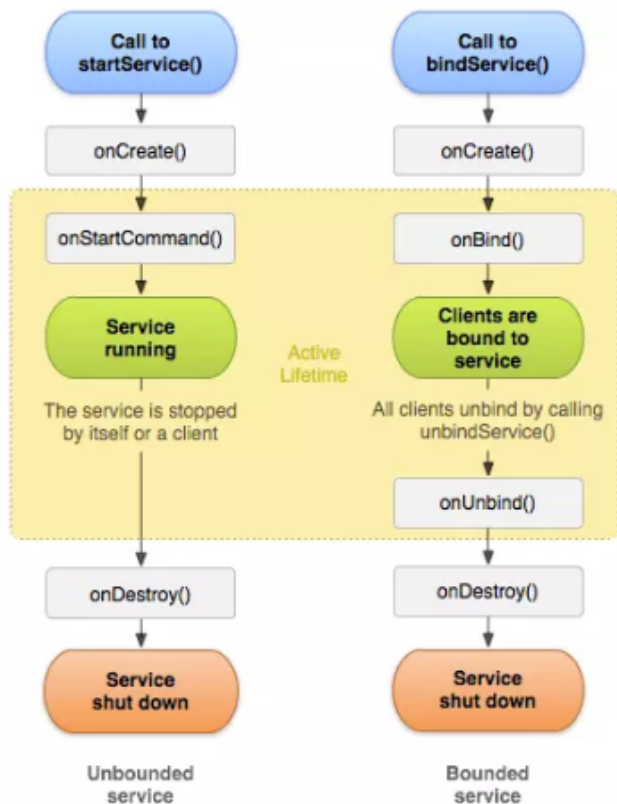 Call to
startService()
onCreate()
onStartCommand()
Service
running
The service is stopped
by itself or a client
onDestroy()
Service
shut down
Unbounded
service
Active
Lifetime
Call to
bindService()
onCreate()
onBind()
Clients are
bound to
service
All clients unbind by calling
unbindService()
onUnbind()
onDestroy()
Service
shut down
Bounded
service